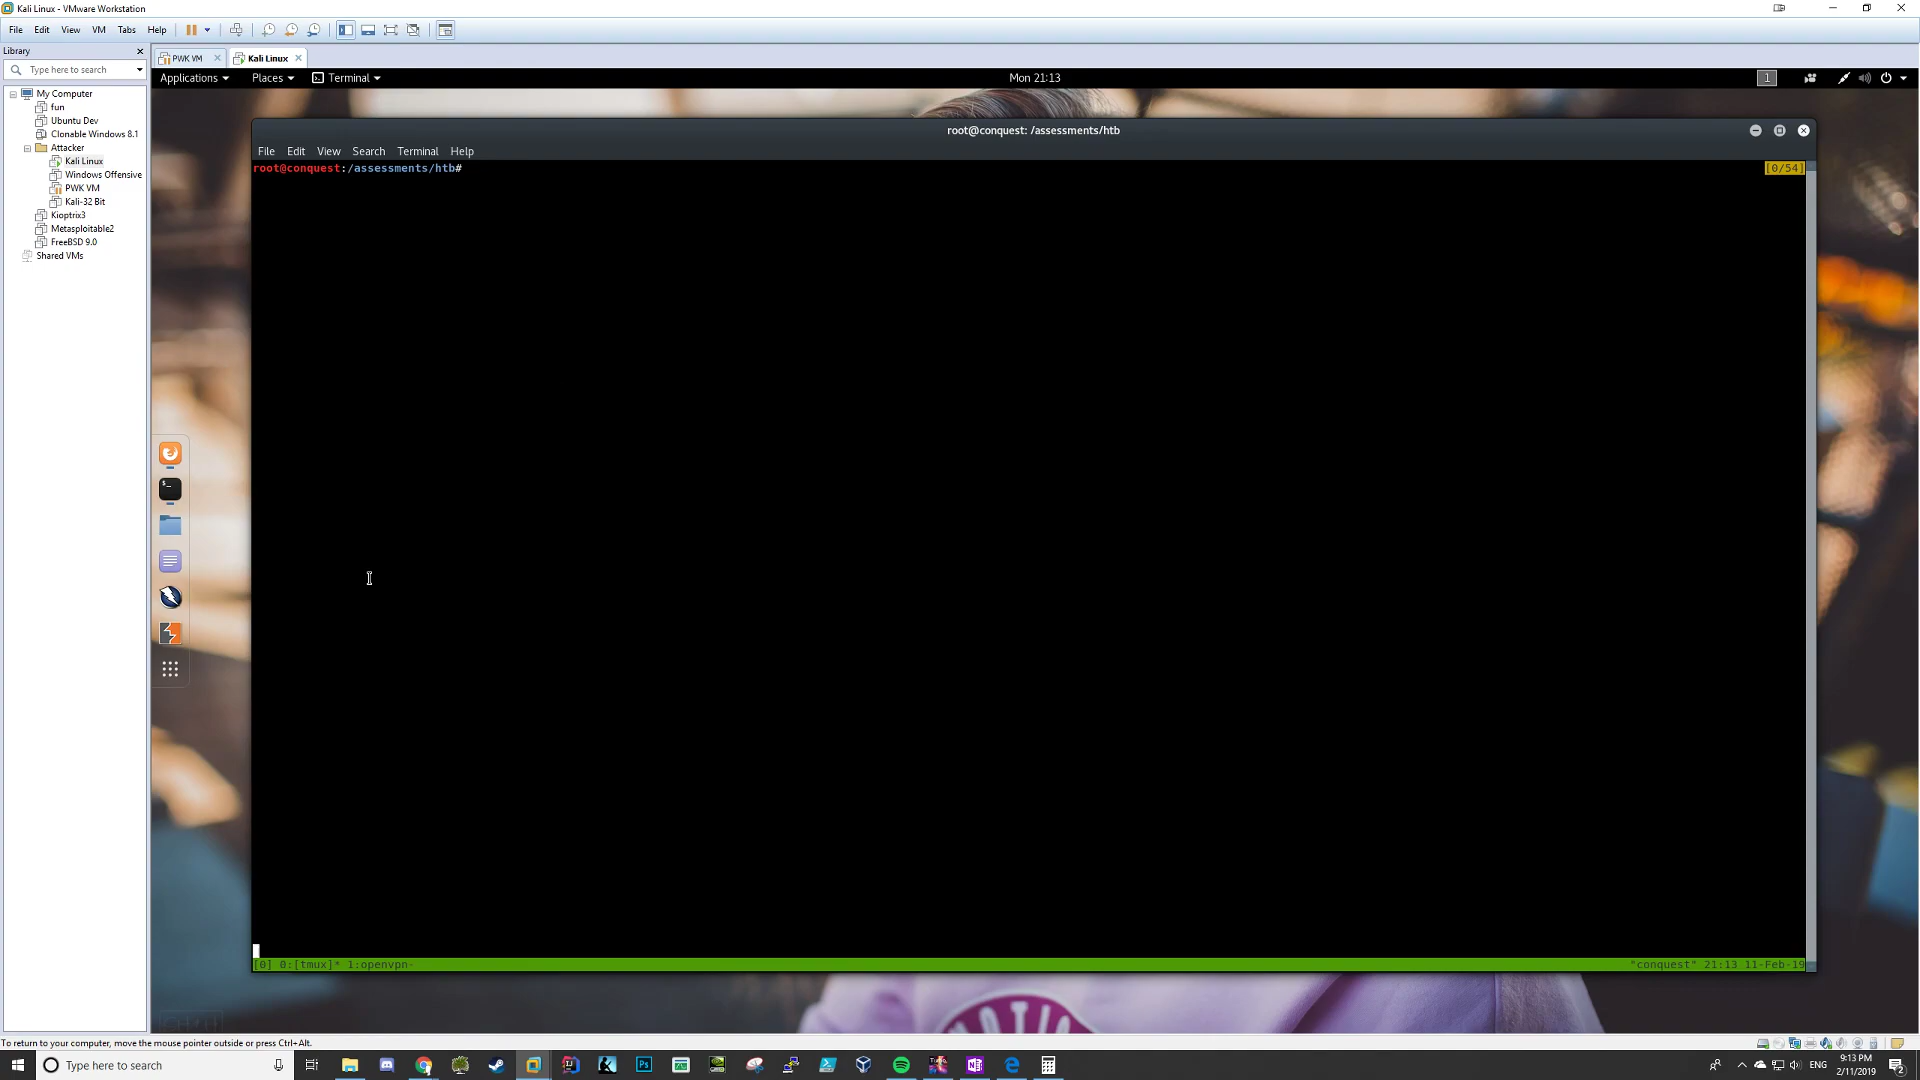 Kali Linux - VMware Workstation
File Edit View VM Tabs Help
Library
PWK VM Kali Linux
Type here to search
Applications Places Terminal Mon 21:13 1
My Computer
fun
Ubuntu Dev
Clonable Windows 8.1
Attacker
Kali Linux
Windows Offensive
PWK VM
Kali-32 Bit
Kioptrix3
Metasploitable2
FreeBSD 9.0
Shared VMs
root@conquest: /assessments/htb
File Edit View Search Terminal Help
root@conquest:/assessments/htb# [0/54]
[0] 0:[tmux]* 1:openvpn- "conquest" 21:13 11-Feb-19
To return to your computer, move the mouse pointer outside or press Ctrl+Alt.
Type here to search
ENG
9:13 PM
2/11/2019
2